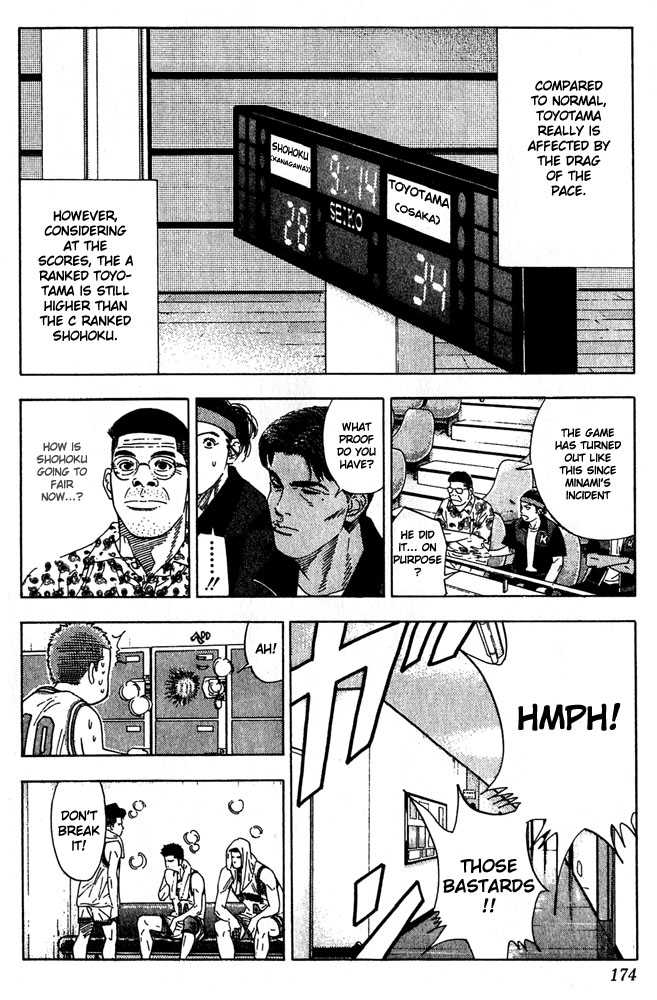 COMPARED
TO NORMAL,
TOYOTAMA
REALLY IS
AFFECTED BY
THE DRAG
OF THE
PACE.
SHOHOKU
(KANAGAWA)
9:14
TOYOTAMA
(OSAKA)
28
SEIKO
34
HOWEVER,
CONSIDERING
AT THE
SCORES, THE A
RANKED TOYO-
TAMA IS STILL
HIGHER THAN
THE C RANKED
SHOHOKU.
THE GAME
HAS TURNED
OUT LIKE
THIS SINCE
MINAMI'S
INCIDENT
HE DID
IT... ON
PURPOSE
?
WHAT
PROOF
DO YOU
HAVE?
........!!
HOW IS
SHOHOKU
GOING TO
FAIR
NOW...?
ガラッ
HMPH!
THOSE
BASTARDS
!!
AH!
DON'T
BREAK
IT!
174